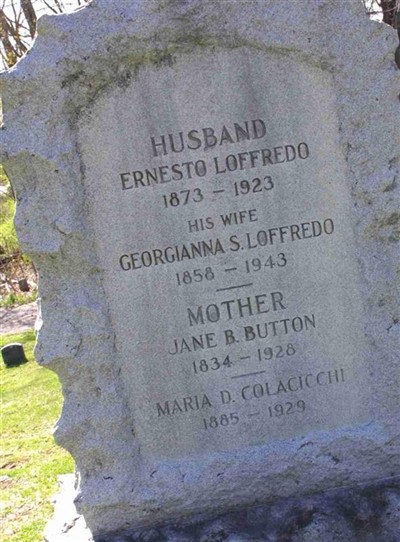 HUSBAND
ERNESTO LOFFREDO
1873 – 1923
HIS WIFE
GEORGIANNA S. LOFFREDO
1858 – 1943
MOTHER
JANE B. BUTTON
1834 – 1928
MARIA D. COLACICCHI
1885 – 1929